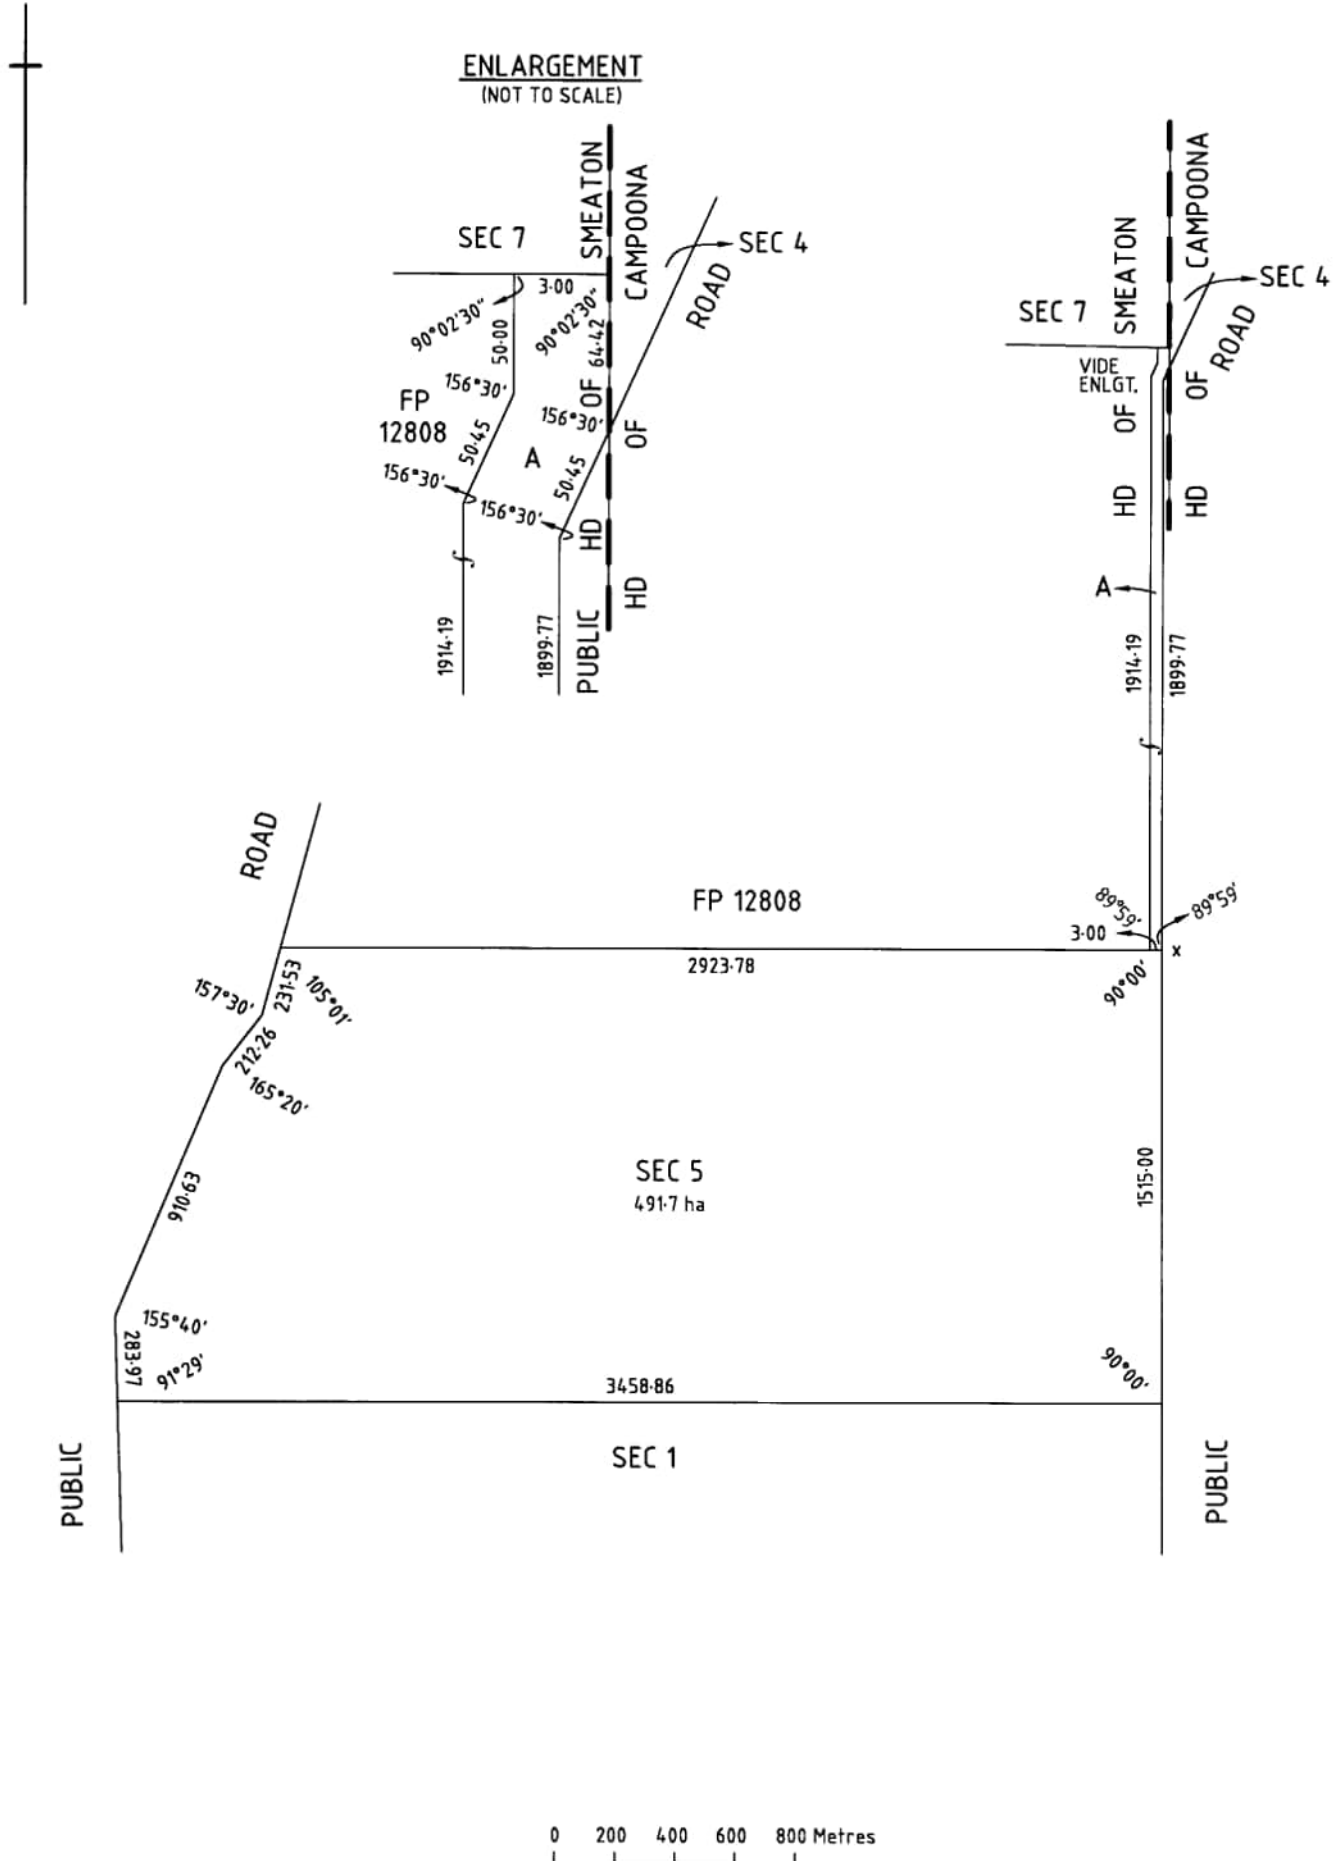 ENLARGEMENT
(NOT TO SCALE)
SEC 7
HD OF SMEATON
HD OF CAMPOONA
SEC 4
PUBLIC
ROAD
3·00
90°02'30"
90°02'30"
50·00
64·42
156°30'
156°30'
FP
12808
50·45
A
50·45
156°30'
156°30'
1914·19
1899·77
HD OF SMEATON
HD OF CAMPOONA
SEC 4
SEC 7
ROAD
VIDE
ENLGT.
A
1914·19
1899·77
ROAD
FP 12808
89°59'
89°59'
3·00
x
2923·78
90°00'
157°30'
231·53
105°01'
212·26
165°20'
SEC 5
491·7 ha
1515·00
910·63
155°40'
283·97
91°29'
90°00'
3458·86
SEC 1
PUBLIC
PUBLIC
0 200 400 600 800 Metres